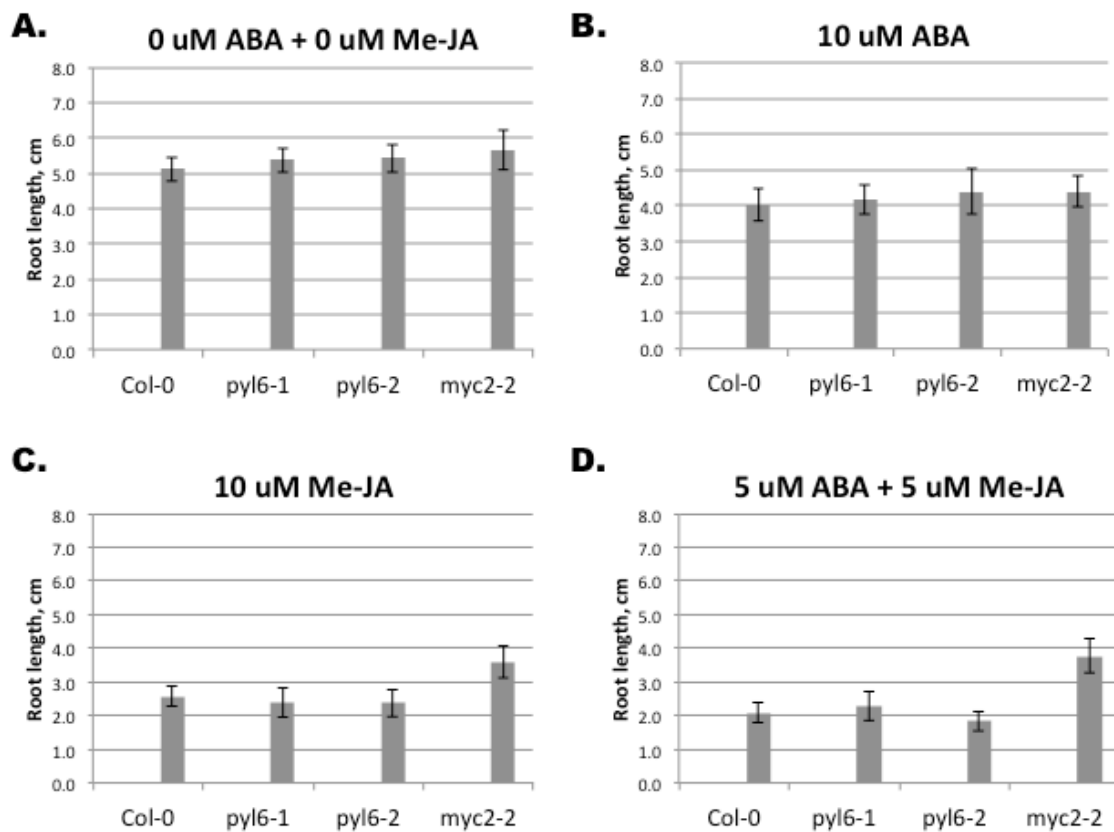 A.
0 uM ABA + 0 uM Me-JA
8.0
7.0
6.0
5.0
4.0
3.0
2.0
1.0
0.0
Root length, cm
Col-0 pyl6-1 pyl6-2 myc2-2
B.
10 uM ABA
8.0
7.0
6.0
5.0
4.0
3.0
2.0
1.0
0.0
Root length, cm
Col-0 pyl6-1 pyl6-2 myc2-2
C.
10 uM Me-JA
8.0
7.0
6.0
5.0
4.0
3.0
2.0
1.0
0.0
Root length, cm
Col-0 pyl6-1 pyl6-2 myc2-2
D.
5 uM ABA + 5 uM Me-JA
8.0
7.0
6.0
5.0
4.0
3.0
2.0
1.0
0.0
Root length, cm
Col-0 pyl6-1 pyl6-2 myc2-2